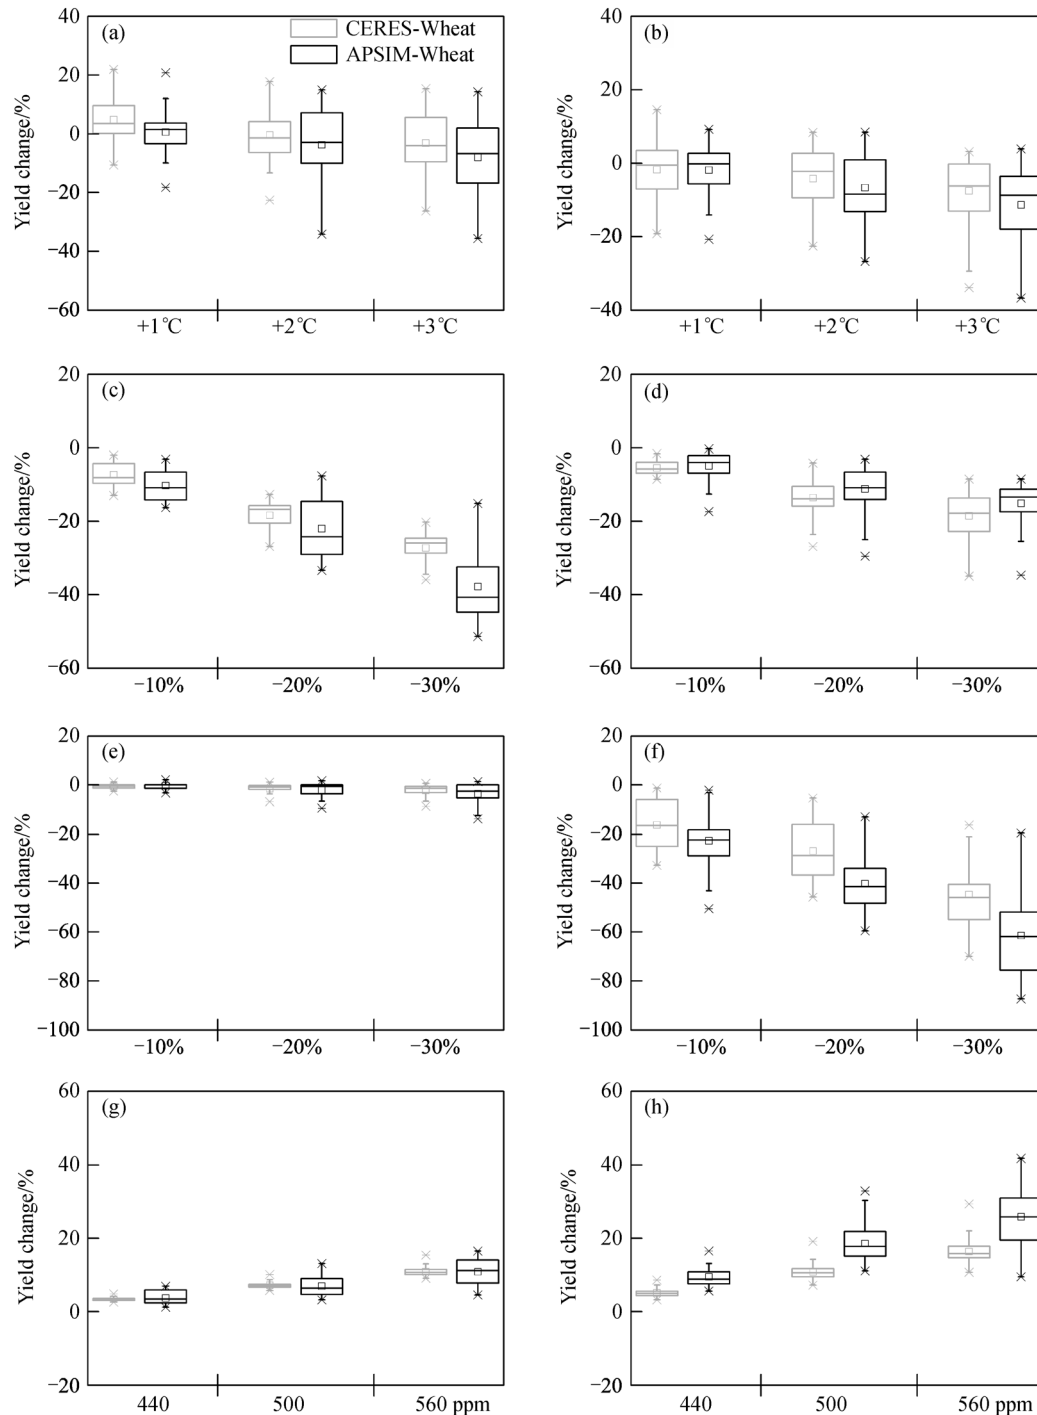 (a)
CERES-Wheat
APSIM-Wheat
Yield change/%
40
20
0
−20
−40
−60
+1℃ +2℃ +3℃
(b)
Yield change/%
40
20
0
−20
−40
+1℃ +2℃ +3℃
(c)
Yield change/%
20
0
−20
−40
−60
−10% −20% −30%
(d)
Yield change/%
20
0
−20
−40
−60
−10% −20% −30%
(e)
Yield change/%
20
0
−20
−40
−60
−80
−100
−10% −20% −30%
(f)
Yield change/%
20
0
−20
−40
−60
−80
−100
−10% −20% −30%
(g)
Yield change/%
60
40
20
0
−20
440 500 560 ppm
(h)
Yield change/%
60
40
20
0
−20
440 500 560 ppm